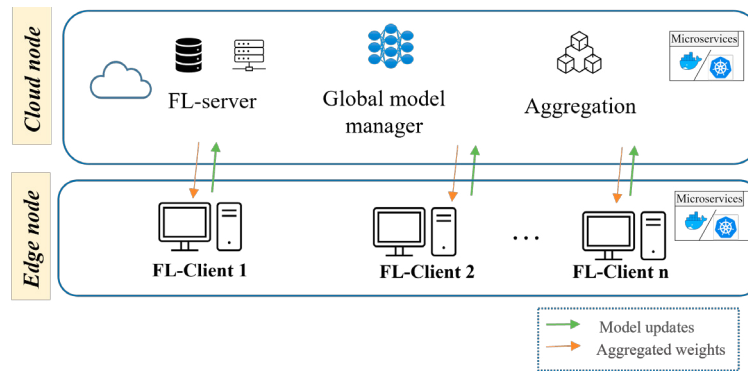 Cloud node
Microservices
FL-server
Global model
manager
Aggregation
Edge node
Microservices
...
FL-Client 1
FL-Client 2
FL-Client n
Model updates
Aggregated weights